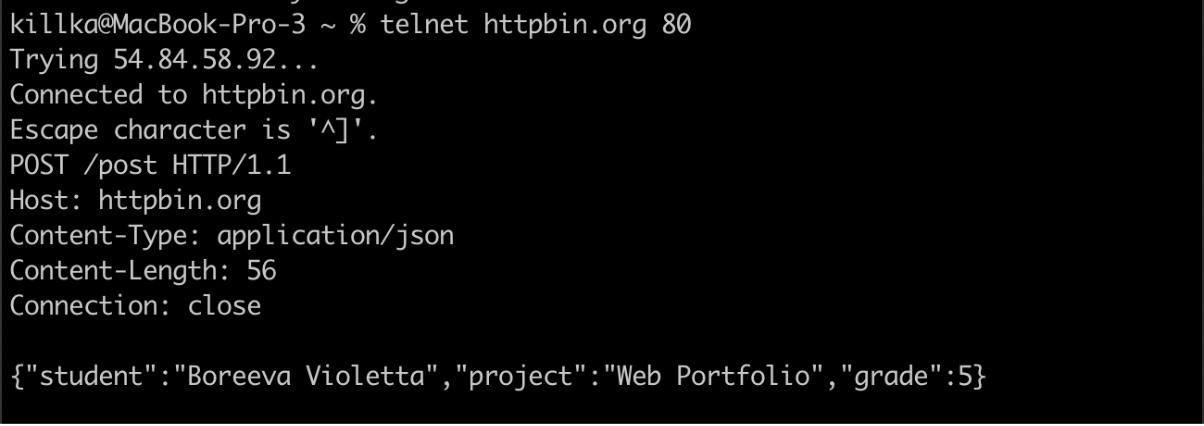 killka@MacBook-Pro-3 ~ % telnet httpbin.org 80
Trying 54.84.58.92...
Connected to httpbin.org.
Escape character is '^]'.
POST /post HTTP/1.1
Host: httpbin.org
Content-Type: application/json
Content-Length: 56
Connection: close

{"student":"Boreeva Violetta","project":"Web Portfolio","grade":5}